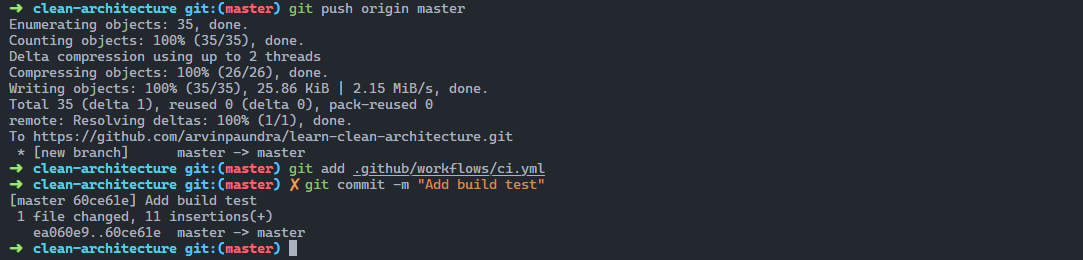 ➜ clean-architecture git:(master) git push origin master
Enumerating objects: 35, done.
Counting objects: 100% (35/35), done.
Delta compression using up to 2 threads
Compressing objects: 100% (26/26), done.
Writing objects: 100% (35/35), 25.86 KiB | 2.15 MiB/s, done.
Total 35 (delta 1), reused 0 (delta 0), pack-reused 0
remote: Resolving deltas: 100% (1/1), done.
To https://github.com/arvinpaundra/learn-clean-architecture.git
 * [new branch]      master -> master
➜ clean-architecture git:(master) git add .github/workflows/ci.yml
➜ clean-architecture git:(master) ✗ git commit -m "Add build test"
[master 60ce61e] Add build test
 1 file changed, 11 insertions(+)
   ea060e9..60ce61e  master -> master
➜ clean-architecture git:(master)